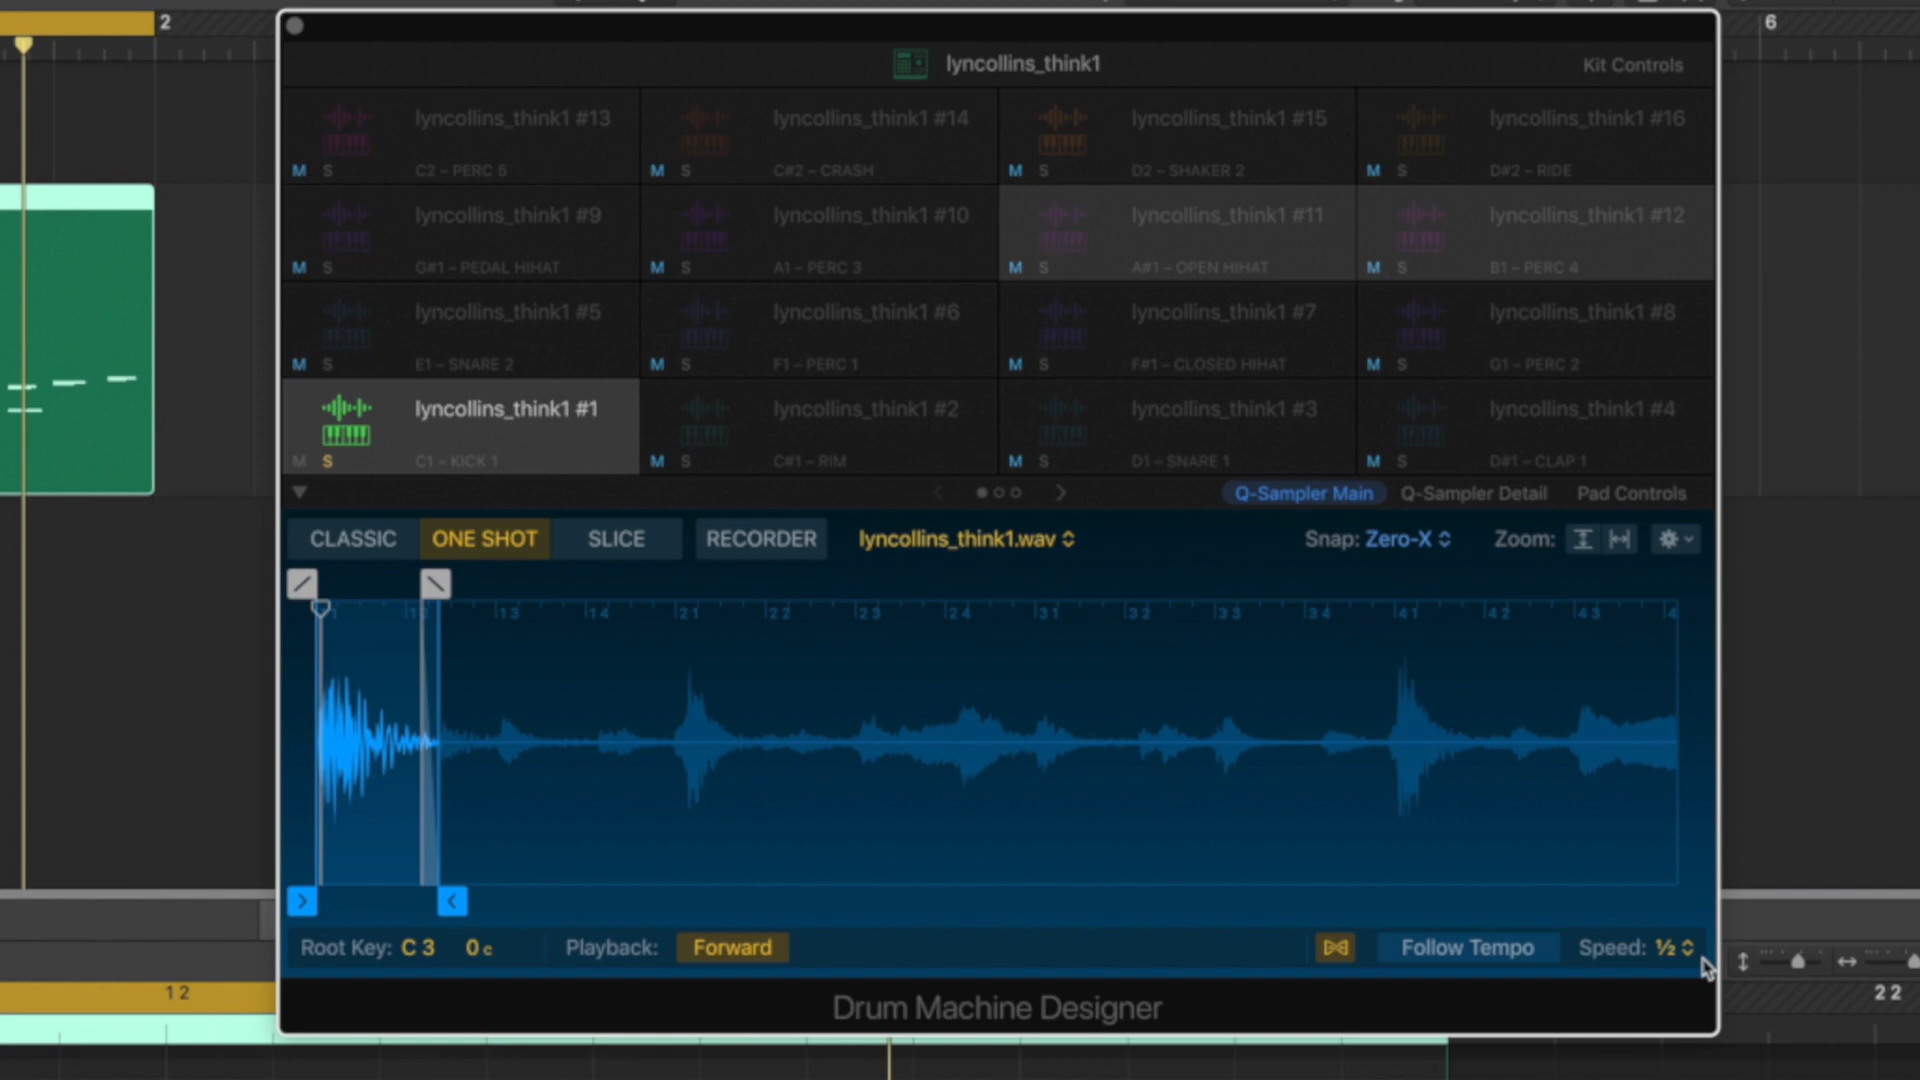 2
6
lyncollins_think1
Kit Controls
lyncollins_think1 #13
M S C2 – PERC 5
lyncollins_think1 #14
M S C#2 – CRASH
lyncollins_think1 #15
M S D2 – SHAKER 2
lyncollins_think1 #16
M S D#2 – RIDE
lyncollins_think1 #9
M S G#1 – PEDAL HIHAT
lyncollins_think1 #10
M S A1 – PERC 3
lyncollins_think1 #11
M S A#1 – OPEN HIHAT
lyncollins_think1 #12
M S B1 – PERC 4
lyncollins_think1 #5
M S E1 – SNARE 2
lyncollins_think1 #6
M S F1 – PERC 1
lyncollins_think1 #7
M S F#1 – CLOSED HIHAT
lyncollins_think1 #8
M S G1 – PERC 2
lyncollins_think1 #1
M S C1 – KICK 1
lyncollins_think1 #2
M S C#1 – RIM
lyncollins_think1 #3
M S D1 – SNARE 1
lyncollins_think1 #4
M S D#1 – CLAP 1
Q-Sampler Main Q-Sampler Detail Pad Controls
CLASSIC ONE SHOT SLICE RECORDER lyncollins_think1.wav Snap: Zero-X Zoom:
1 3 1 4 2 1 2 2 2 3 2 4 3 1 3 2 3 3 3 4 4 1 4 2 4 3 4
Root Key: C 3 0 c Playback: Forward Follow Tempo Speed: ½
1 2
2 2
Drum Machine Designer